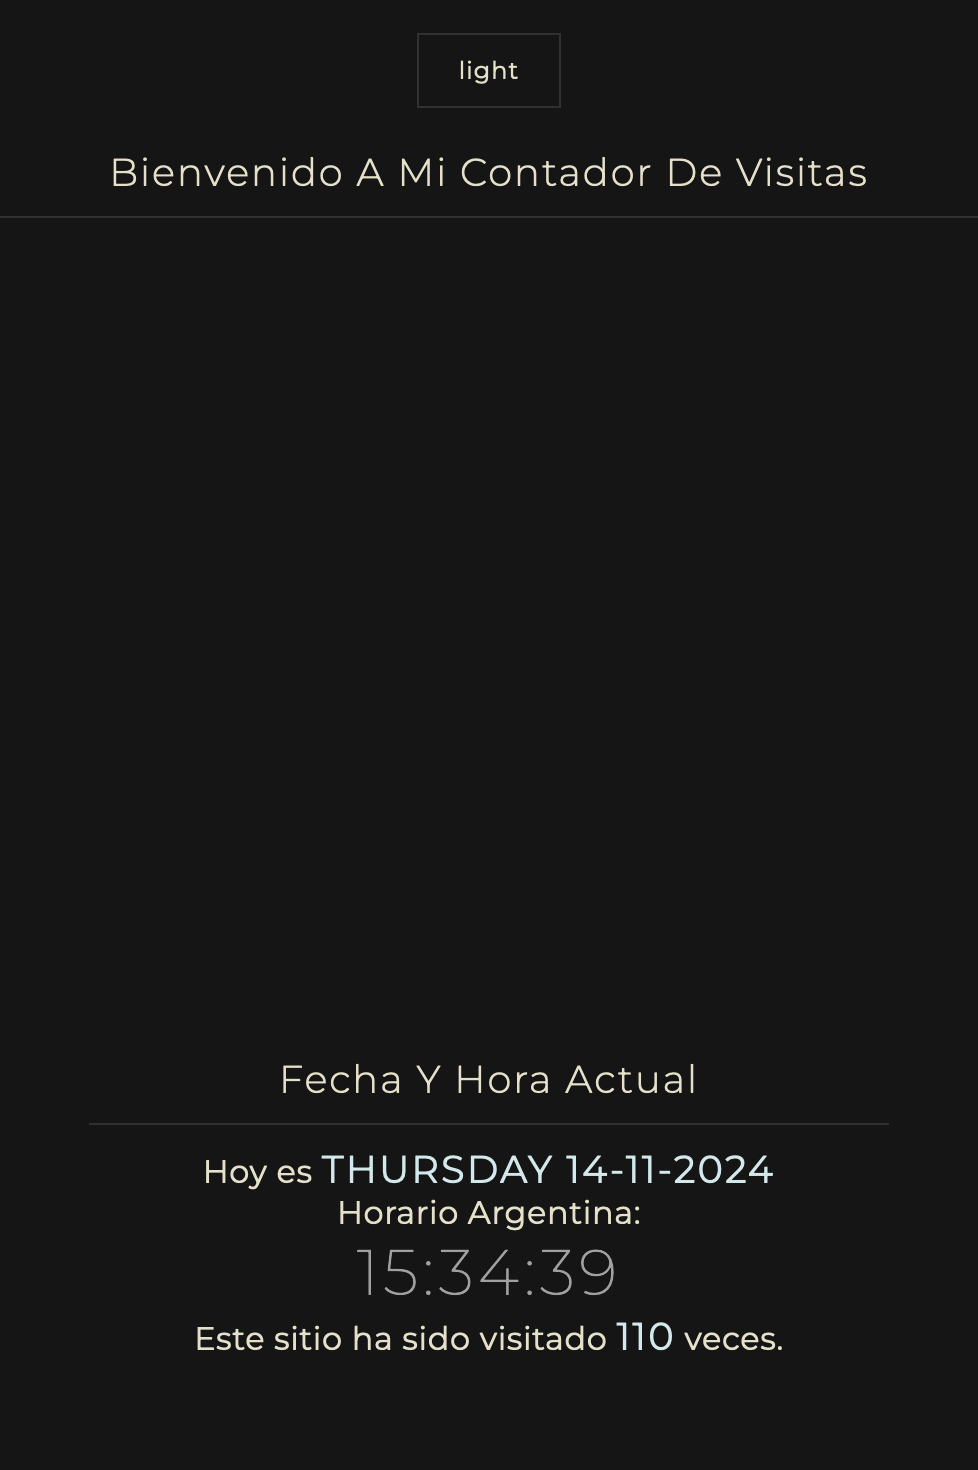 light
Bienvenido A Mi Contador De Visitas
Fecha Y Hora Actual
Hoy es THURSDAY 14-11-2024
Horario Argentina:
15:34:39
Este sitio ha sido visitado 110 veces.